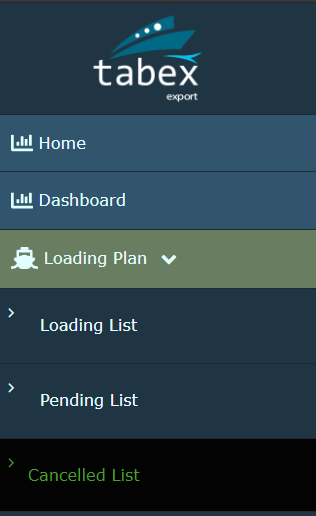 tabex
export
Home
Dashboard
Loading Plan
Loading List
Pending List
Cancelled List